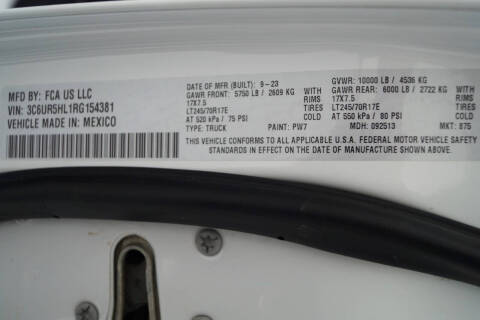 MFD BY: FCA US LLC
VIN: 3C6UR5HL1RG154381
VEHICLE MADE IN: MEXICO
DATE OF MFR (BUILT): 9-23
GVWR: 10000 LB / 4536 KG
GAWR FRONT: 5750 LB / 2609 KG
GAWR REAR: 6000 LB / 2722 KG
17X7.5 RIMS
17X7.5 RIMS
LT245/70R17E TIRES
LT245/70R17E TIRES
AT 520 kPa / 75 PSI COLD
AT 550 kPa / 80 PSI COLD
TYPE: TRUCK PAINT: PW7 MDH: 092513 MKT: 875
THIS VEHICLE CONFORMS TO ALL APPLICABLE U.S.A. FEDERAL MOTOR VEHICLE SAFETY
STANDARDS IN EFFECT ON THE DATE OF MANUFACTURE SHOWN ABOVE.